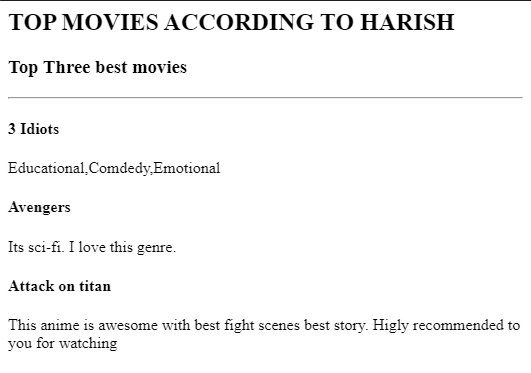 TOP MOVIES ACCORDING TO HARISH
Top Three best movies
3 Idiots
Educational,Comdedy,Emotional
Avengers
Its sci-fi. I love this genre.
Attack on titan
This anime is awesome with best fight scenes best story. Higly recommended to
you for watching